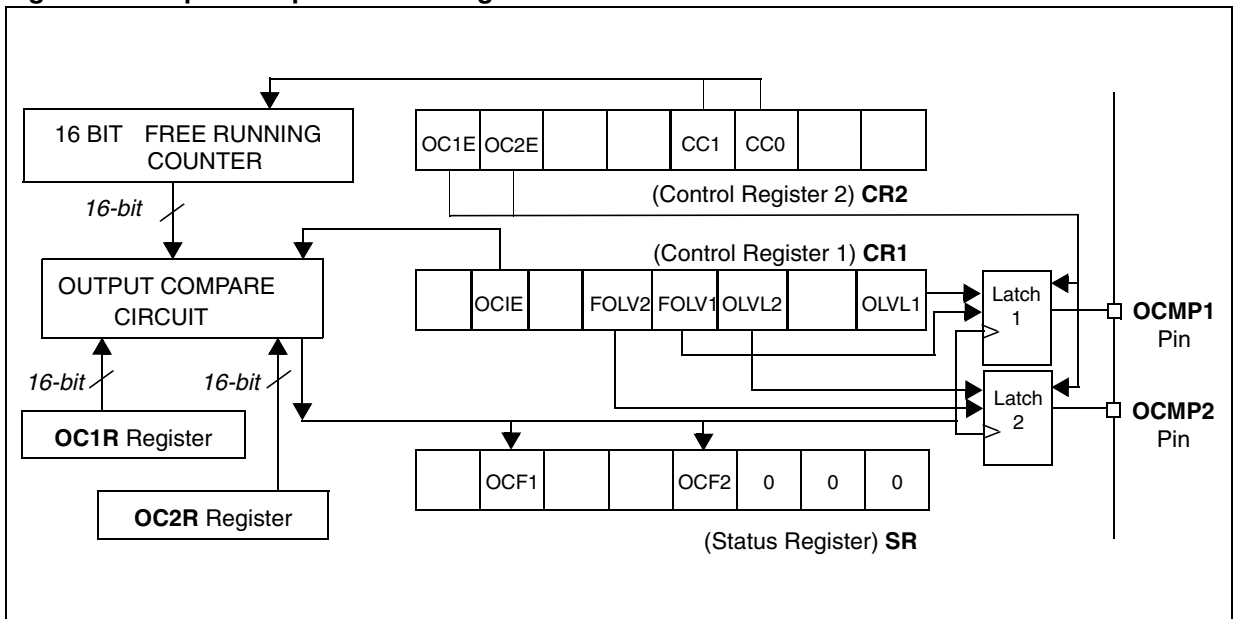 16 BIT FREE RUNNING
COUNTER
16-bit
OUTPUT COMPARE
CIRCUIT
16-bit
16-bit
OC1R Register
OC2R Register
OC1E OC2E CC1 CC0
(Control Register 2) CR2
(Control Register 1) CR1
OCIE FOLV2 FOLV1 OLVL2 OLVL1
Latch
1
OCMP1
Pin
Latch
2
OCMP2
Pin
OCF1 OCF2 0 0 0
(Status Register) SR